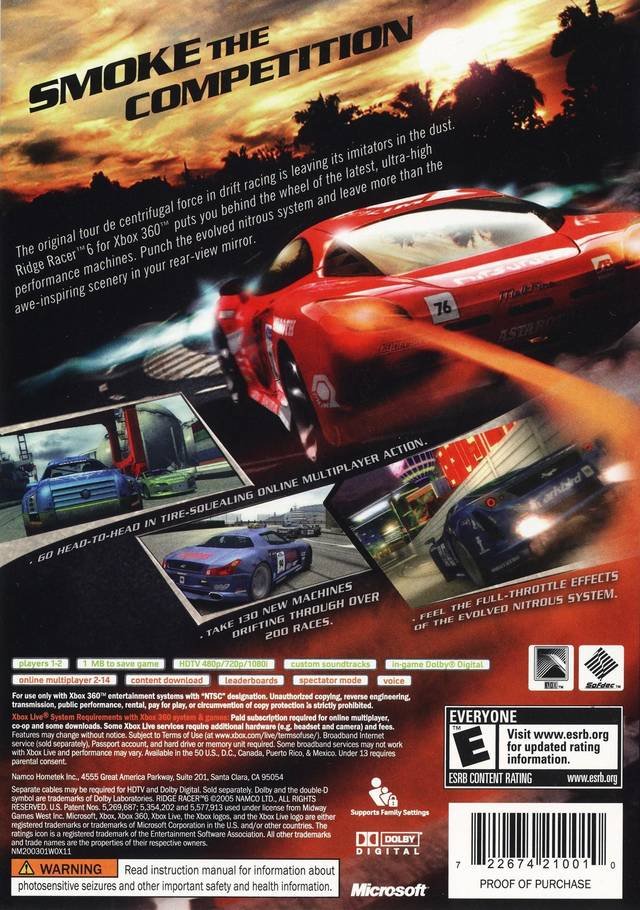 SMOKE THE
COMPETITION
The original tour de centrifugal force in drift racing is leaving its imitators in the dust.
Ridge Racer™6 for Xbox 360™ puts you behind the wheel of the latest, ultra-high
performance machines. Punch the evolved nitrous system and leave more than the
awe-inspiring scenery in your rear-view mirror.
76
• GO HEAD-TO-HEAD IN TIRE-SQUEALING ONLINE MULTIPLAYER ACTION.
• TAKE 130 NEW MACHINES
DRIFTING THROUGH OVER
200 RACES.
• FEEL THE FULL-THROTTLE EFFECTS
OF THE EVOLVED NITROUS SYSTEM.
players 1-2 1 MB to save game HDTV 480p/720p/1080i custom soundtracks in-game Dolby® Digital
online multiplayer 2-14 content download leaderboards spectator mode voice
For use only with Xbox 360™ entertainment systems with "NTSC" designation. Unauthorized copying, reverse engineering,
transmission, public performance, rental, pay for play, or circumvention of copy protection is strictly prohibited.
Xbox Live® System Requirements with Xbox 360 system & games: Paid subscription required for online multiplayer,
co-op and some downloads. Some Xbox Live services require additional hardware (e.g. headset and camera) and fees.
Features may change without notice. Subject to Terms of Use (at www.xbox.com/live/termsofuse/). Broadband Internet
service (sold separately), Passport account, and hard drive or memory unit required. Some broadband services may not work
with Xbox Live and performance may vary. Available in the 50 U.S., D.C., Canada, Puerto Rico, & Mexico. Under 13 requires
parental consent.
Namco Hometek Inc., 4555 Great America Parkway, Suite 201, Santa Clara, CA 95054
Separate cables may be required for HDTV and Dolby Digital. Sold separately. Dolby and the double-D
symbol are trademarks of Dolby Laboratories. RIDGE RACER™6 ©2005 NAMCO LTD., ALL RIGHTS
RESERVED. U.S. Patent Nos. 5,269,687; 5,354,202 and 5,577,913 used under license from Midway
Games West Inc. Microsoft, Xbox, Xbox 360, Xbox Live, the Xbox logos, and the Xbox Live logo are either
registered trademarks or trademarks of Microsoft Corporation in the U.S. and/or other countries. The
ratings icon is a registered trademark of the Entertainment Software Association. All other trademarks
and trade names are the properties of their respective owners.
NM200301W0X11
WARNING Read instruction manual for information about
photosensitive seizures and other important safety and health information.
Supports Family Settings
DOLBY
DIGITAL
Microsoft
SofDec™
EVERYONE
E
Visit www.esrb.org
for updated rating
information.
ESRB CONTENT RATING www.esrb.org
7 22674 21001 0
PROOF OF PURCHASE